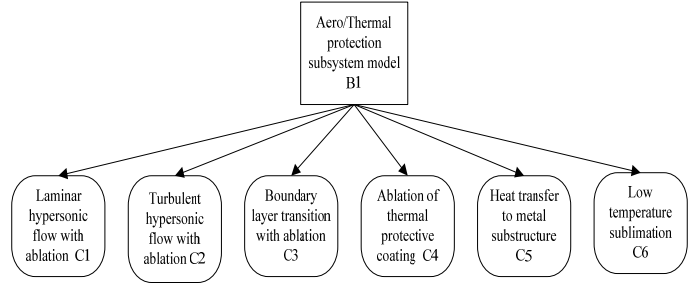 Aero/Thermal
protection
subsystem model
B1
Laminar
hypersonic
flow with
ablation C1
Turbulent
hypersonic
flow with
ablation C2
Boundary
layer transition
with ablation
C3
Ablation of
thermal
protective
coating C4
Heat transfer
to metal
substructure
C5
Low
temperature
sublimation
C6